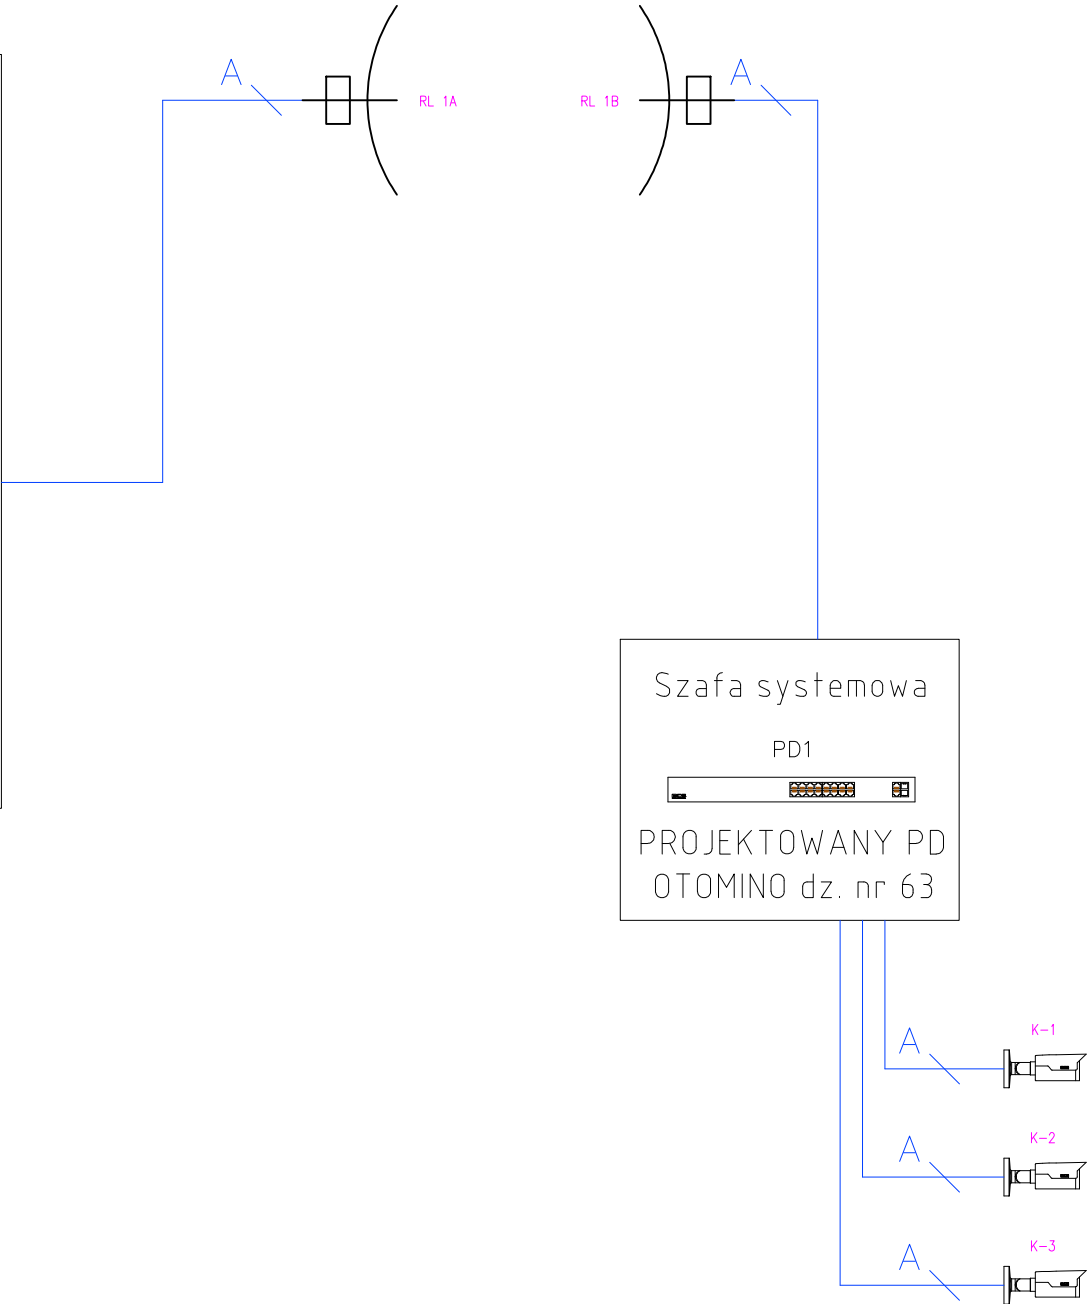 A
RL 1A
RL 1B
A
Szafa systemowa
PD1
PROJEKTOWANY PD
OTOMINO dz. nr 63
A
K-1
A
K-2
A
K-3